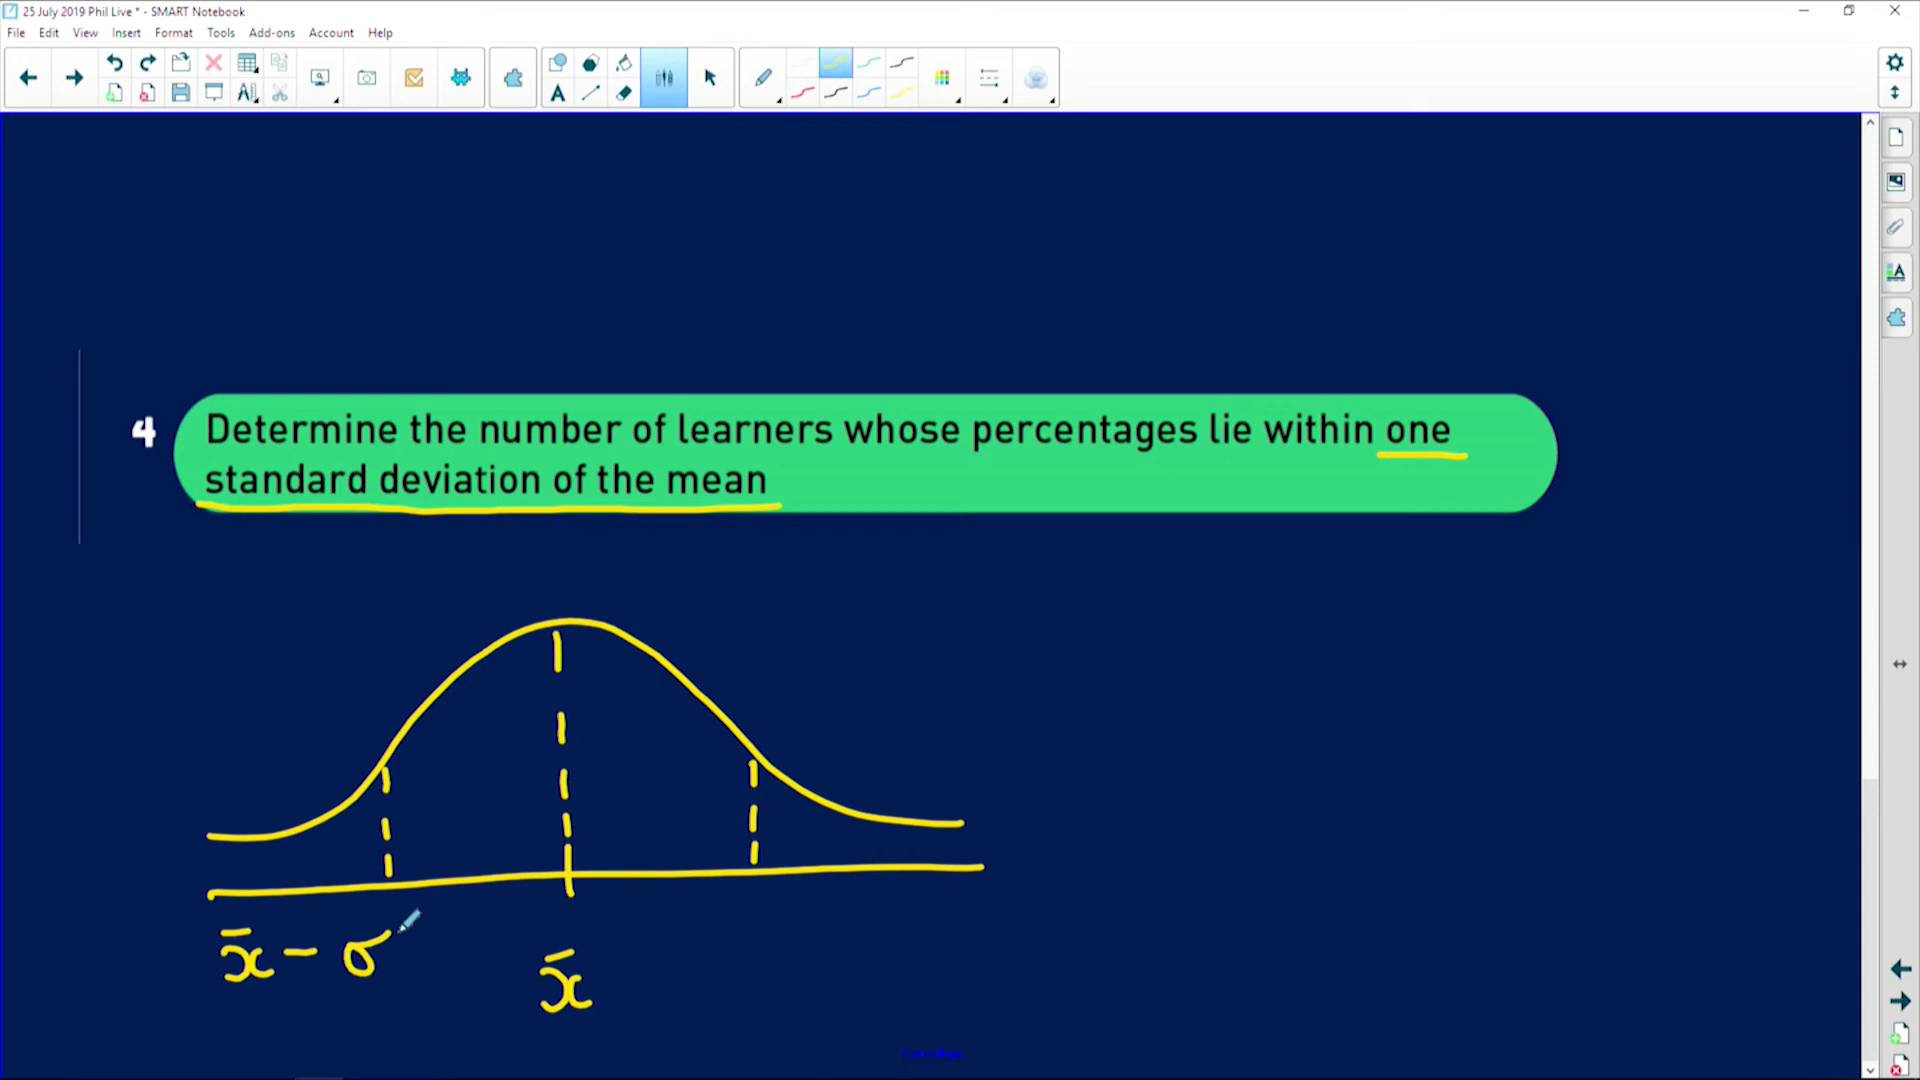 25 July 2019 Phil Live * - SMART Notebook
File Edit View Insert Format Tools Add-ons Account Help
4 Determine the number of learners whose percentages lie within one
standard deviation of the mean
x̄ - σ
x̄